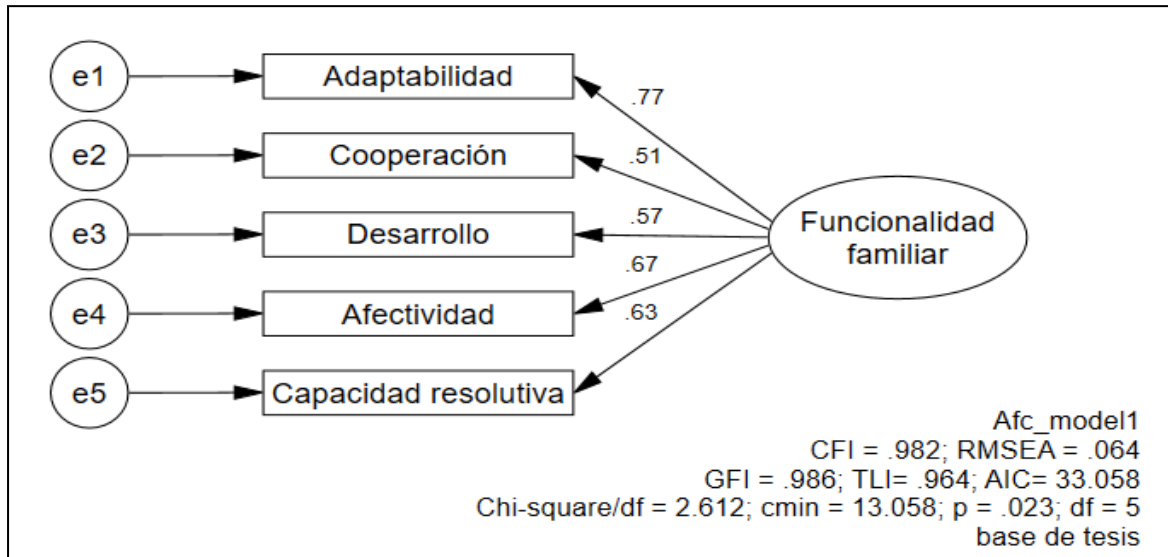 e1
Adaptabilidad
.77
e2
Cooperación
.51
e3
Desarrollo
.57
Funcionalidad
familiar
e4
Afectividad
.67
e5
Capacidad resolutiva
.63
Afc_model1
CFI = .982; RMSEA = .064
GFI = .986; TLI= .964; AIC= 33.058
Chi-square/df = 2.612; cmin = 13.058; p = .023; df = 5
base de tesis